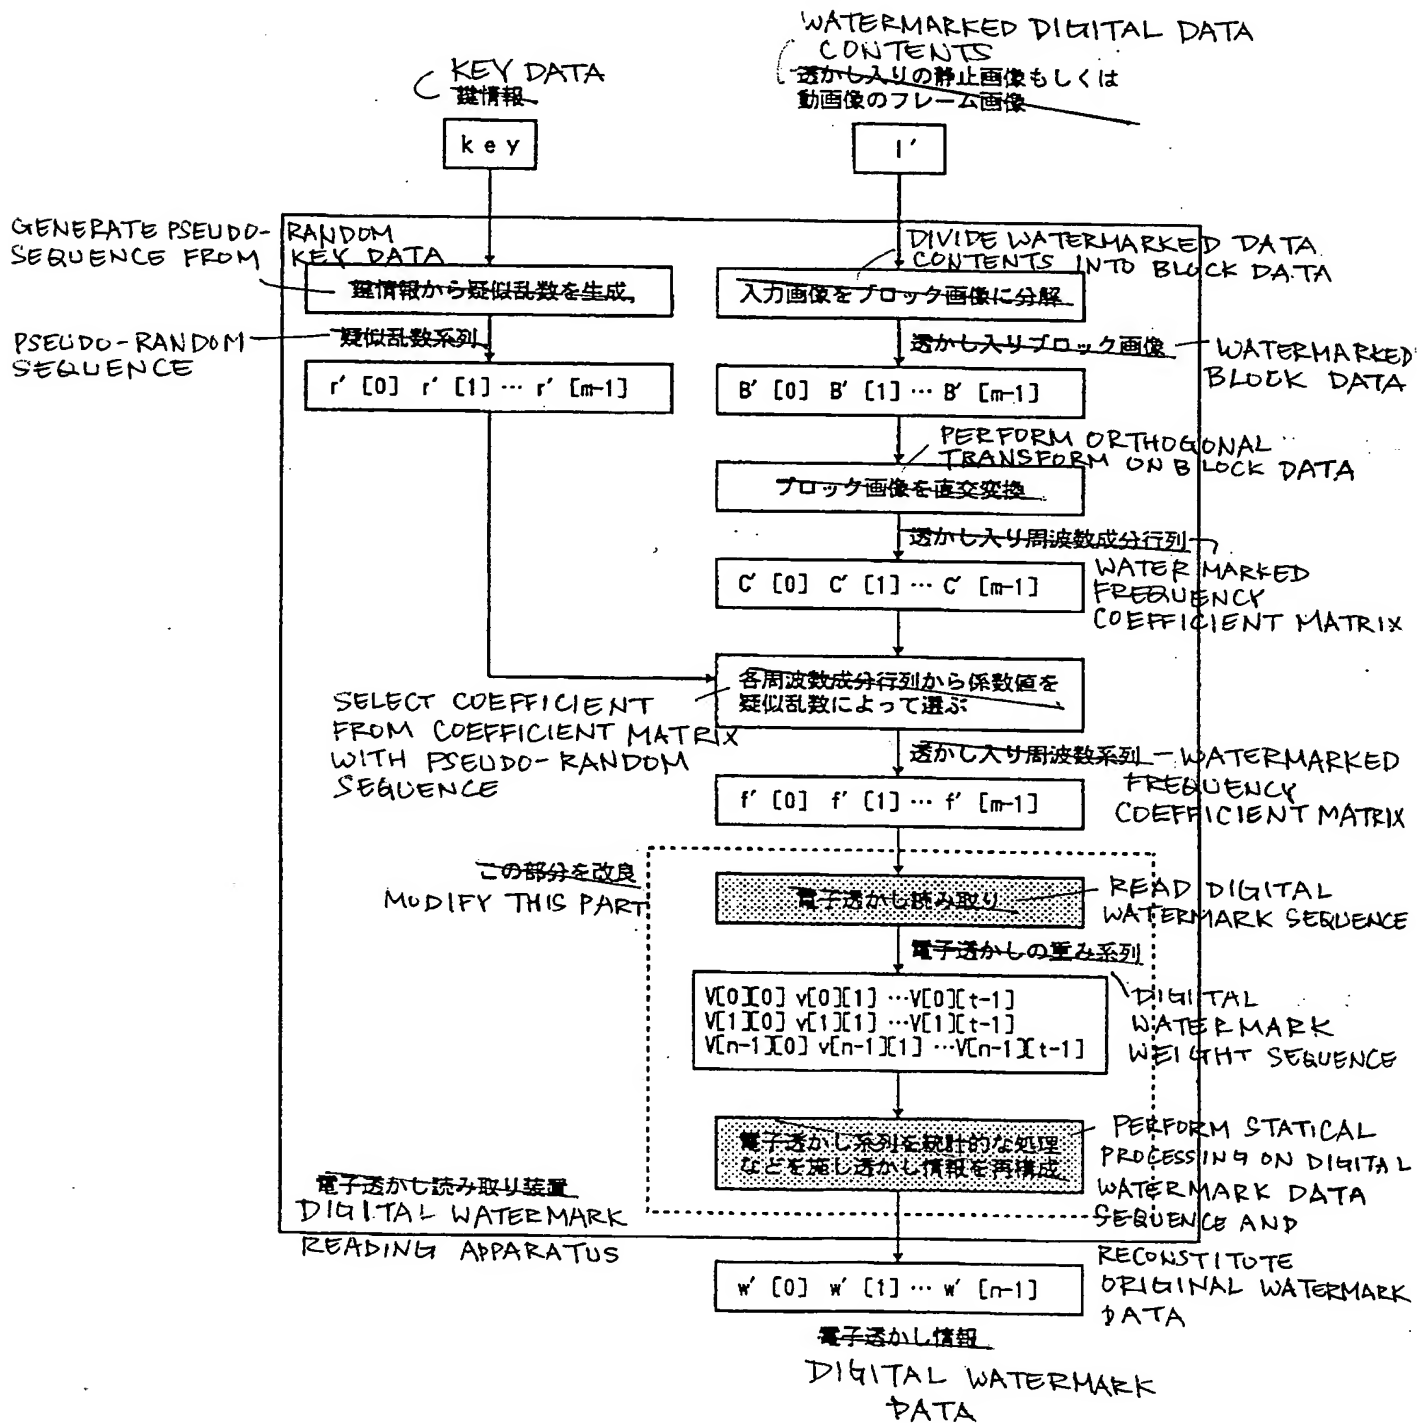 WATERMARKED DIGITAL DATA
CONTENTS
透かし入りの静止画像もしくは
動画像のフレーム画像
KEY DATA
鍵情報
key
I'
GENERATE PSEUDO-RANDOM
SEQUENCE FROM KEY DATA
鍵情報から疑似乱数を生成
DIVIDE WATERMARKED DATA
CONTENTS INTO BLOCK DATA
入力画像をブロック画像に分解
PSEUDO-RANDOM
SEQUENCE
疑似乱数系列
透かし入りブロック画像
WATERMARKED
BLOCK DATA
r' [0] r' [1] … r' [m-1]
B' [0] B' [1] … B' [m-1]
PERFORM ORTHOGONAL
TRANSFORM ON BLOCK DATA
ブロック画像を直交変換
透かし入り周波数成分行列
WATER MARKED
FREQUENCY
COEFFICIENT MATRIX
C' [0] C' [1] … C' [m-1]
各周波数成分行列から係数値を
疑似乱数によって選ぶ
SELECT COEFFICIENT
FROM COEFFICIENT MATRIX
WITH PSEUDO-RANDOM
SEQUENCE
透かし入り周波数系列
WATERMARKED
FREQUENCY
COEFFICIENT MATRIX
f' [0] f' [1] … f' [m-1]
この部分を改良
MODIFY THIS PART
電子透かし読み取り
READ DIGITAL
WATERMARK SEQUENCE
電子透かしの重み系列
DIGITAL
WATERMARK
WEIGHT SEQUENCE
V[0][0] v[0][1] …V[0][t-1]
V[1][0] v[1][1] …V[1][t-1]
V[n-1][0] v[n-1][1] …V[n-1][t-1]
電子透かし系列を統計的な処理
などを施し透かし情報を再構成
PERFORM STATICAL
PROCESSING ON DIGITAL
WATERMARK DATA
SEQUENCE AND
RECONSTITUTE
ORIGINAL WATERMARK
DATA
電子透かし読み取り装置
DIGITAL WATERMARK
READING APPARATUS
w' [0] w' [1] … w' [n-1]
電子透かし情報
DIGITAL WATERMARK
DATA